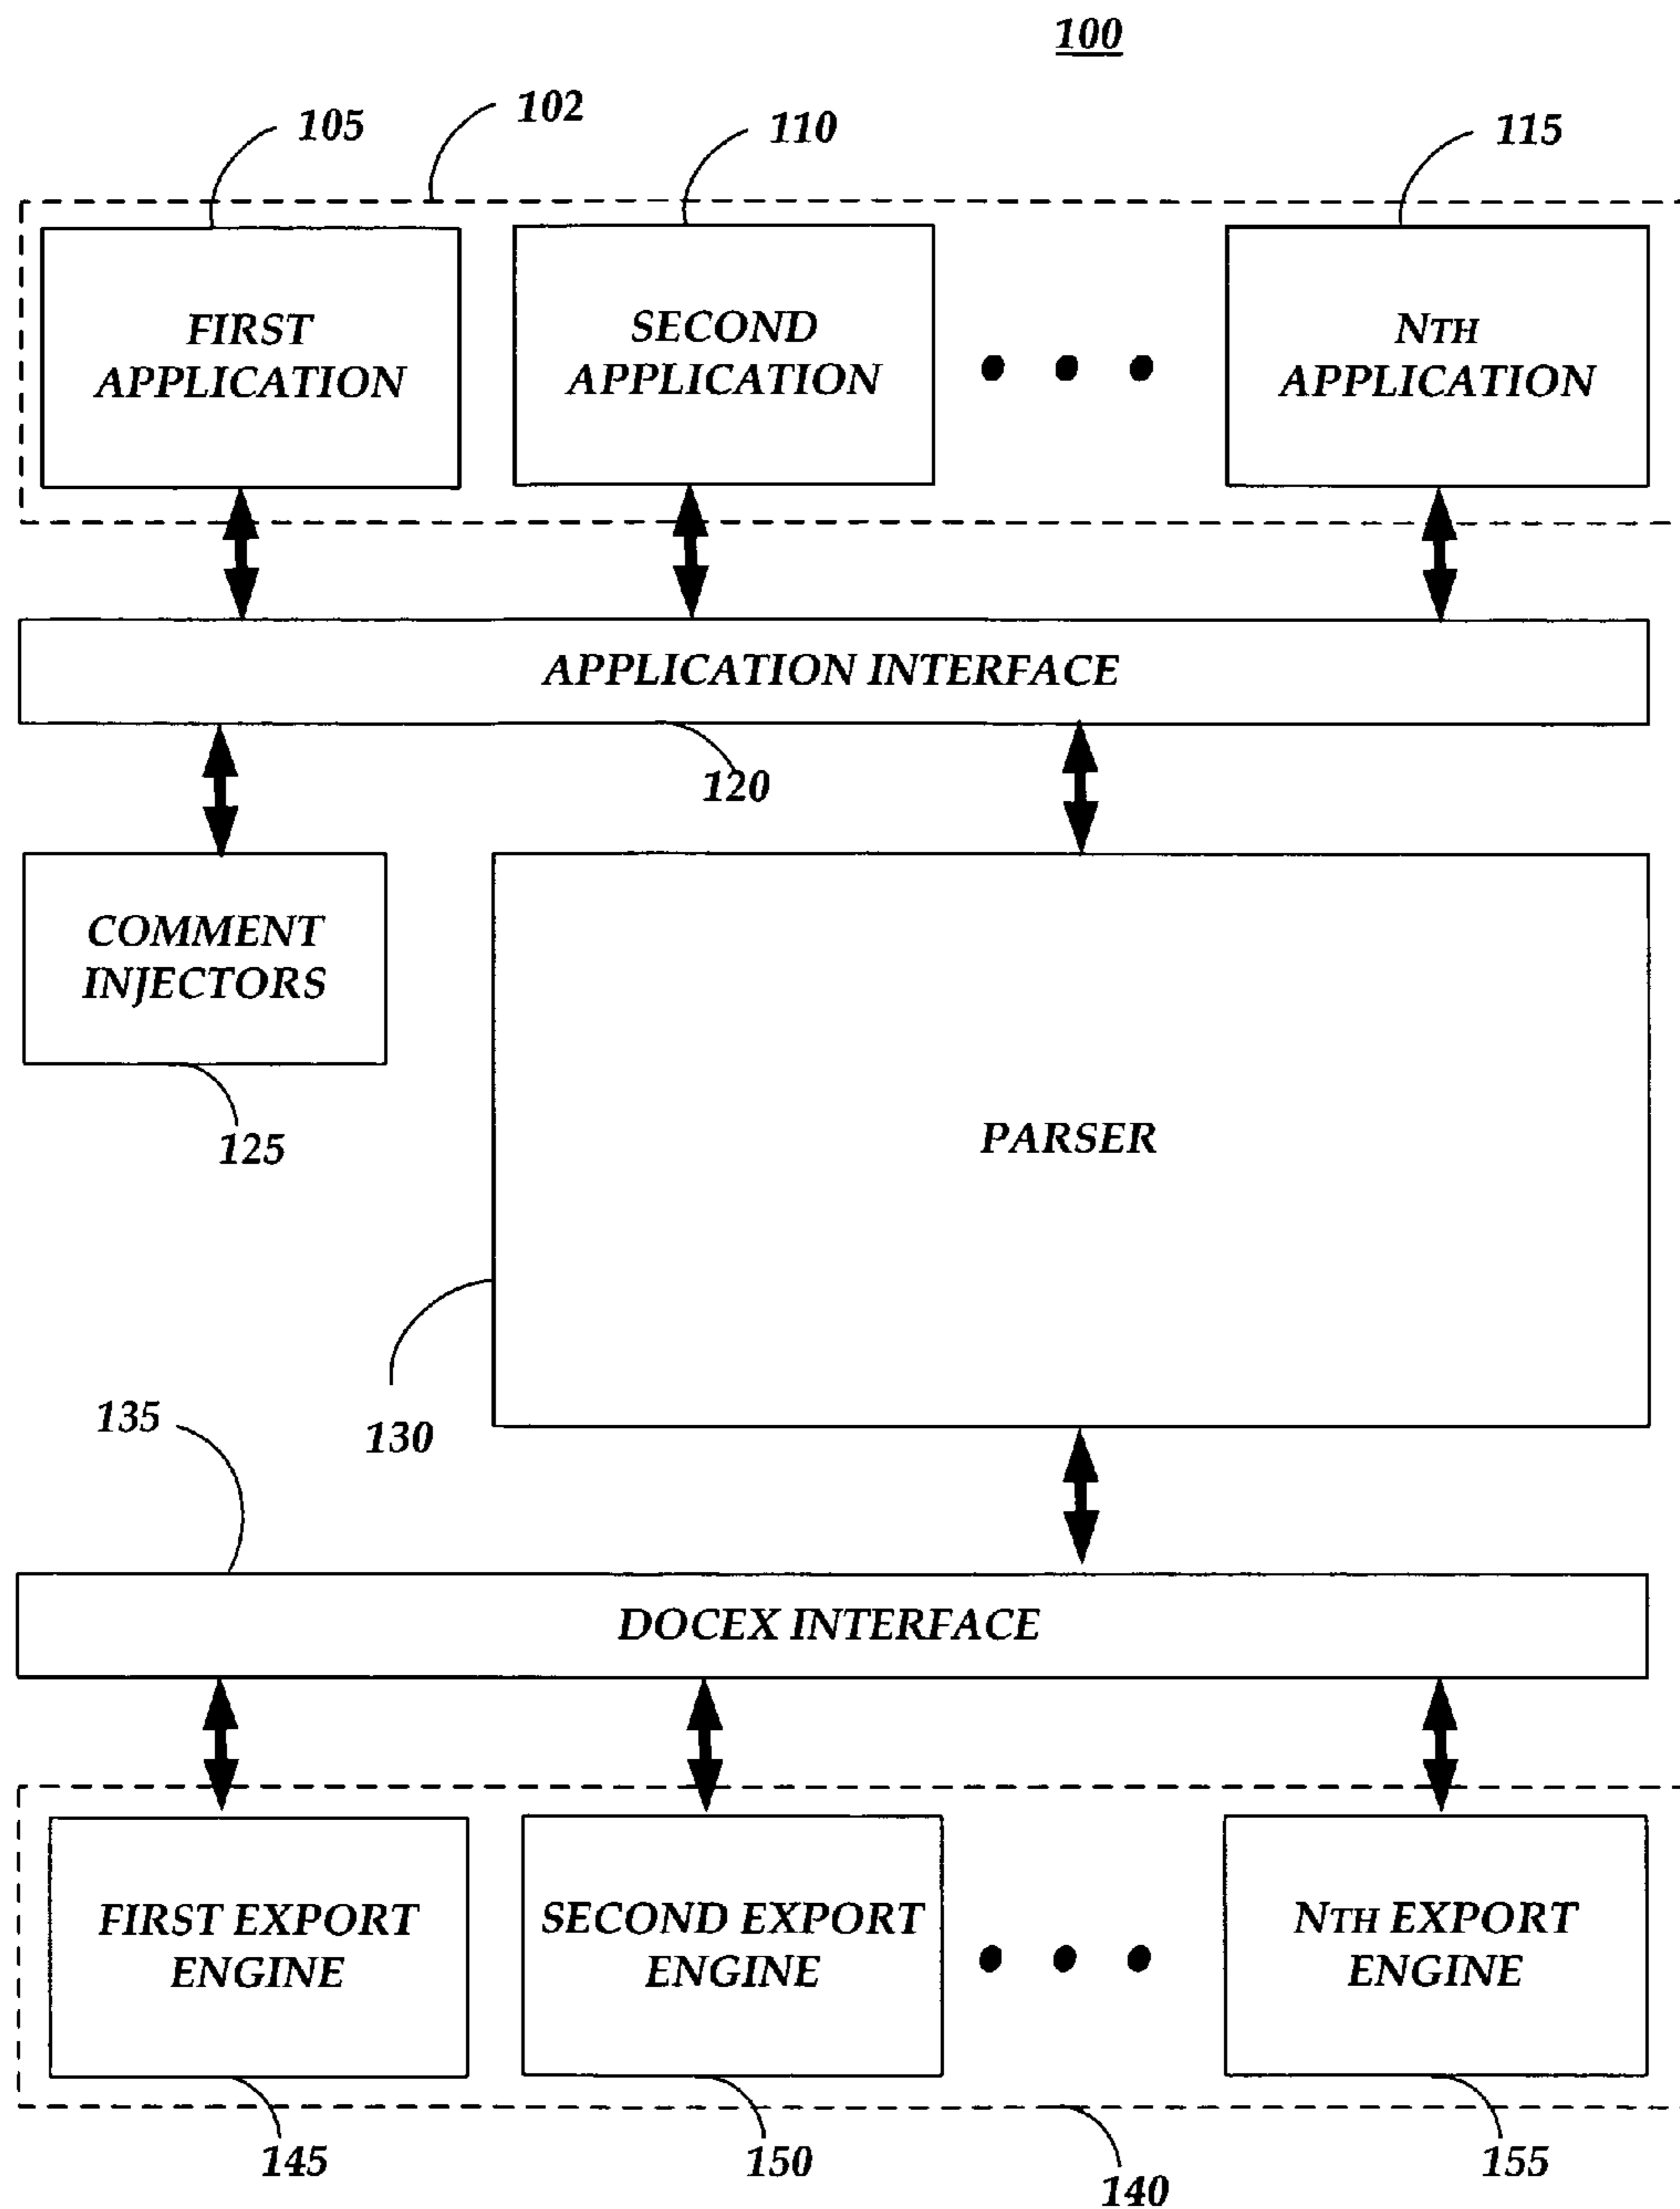 100
105
102
110
115
FIRST
APPLICATION
SECOND
APPLICATION
NTH
APPLICATION
APPLICATION INTERFACE
120
COMMENT
INJECTORS
125
PARSER
130
135
DOCEX INTERFACE
FIRST EXPORT
ENGINE
SECOND EXPORT
ENGINE
NTH EXPORT
ENGINE
145
150
140
155